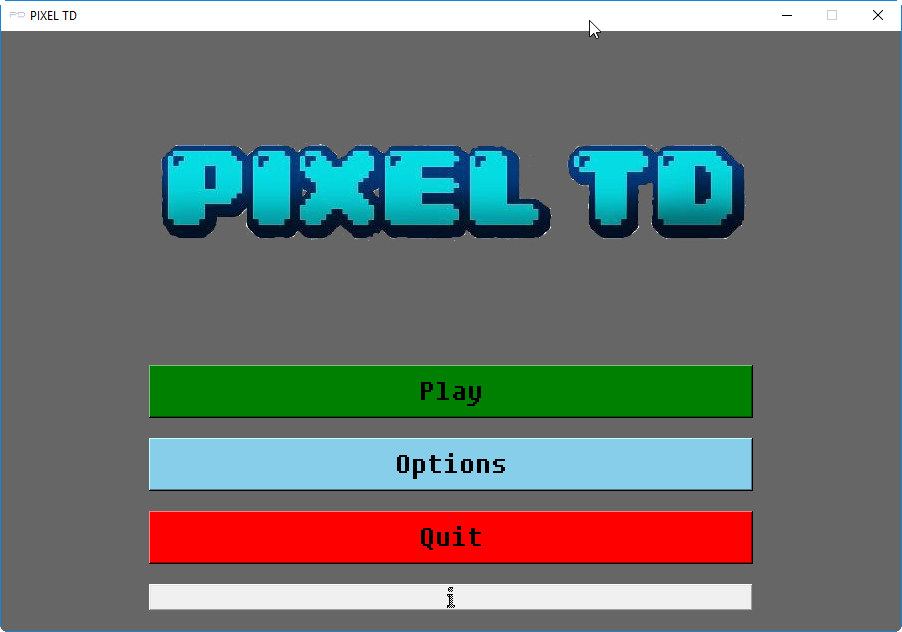 PIXEL TD
PIXEL TD
Play
Options
Quit
i